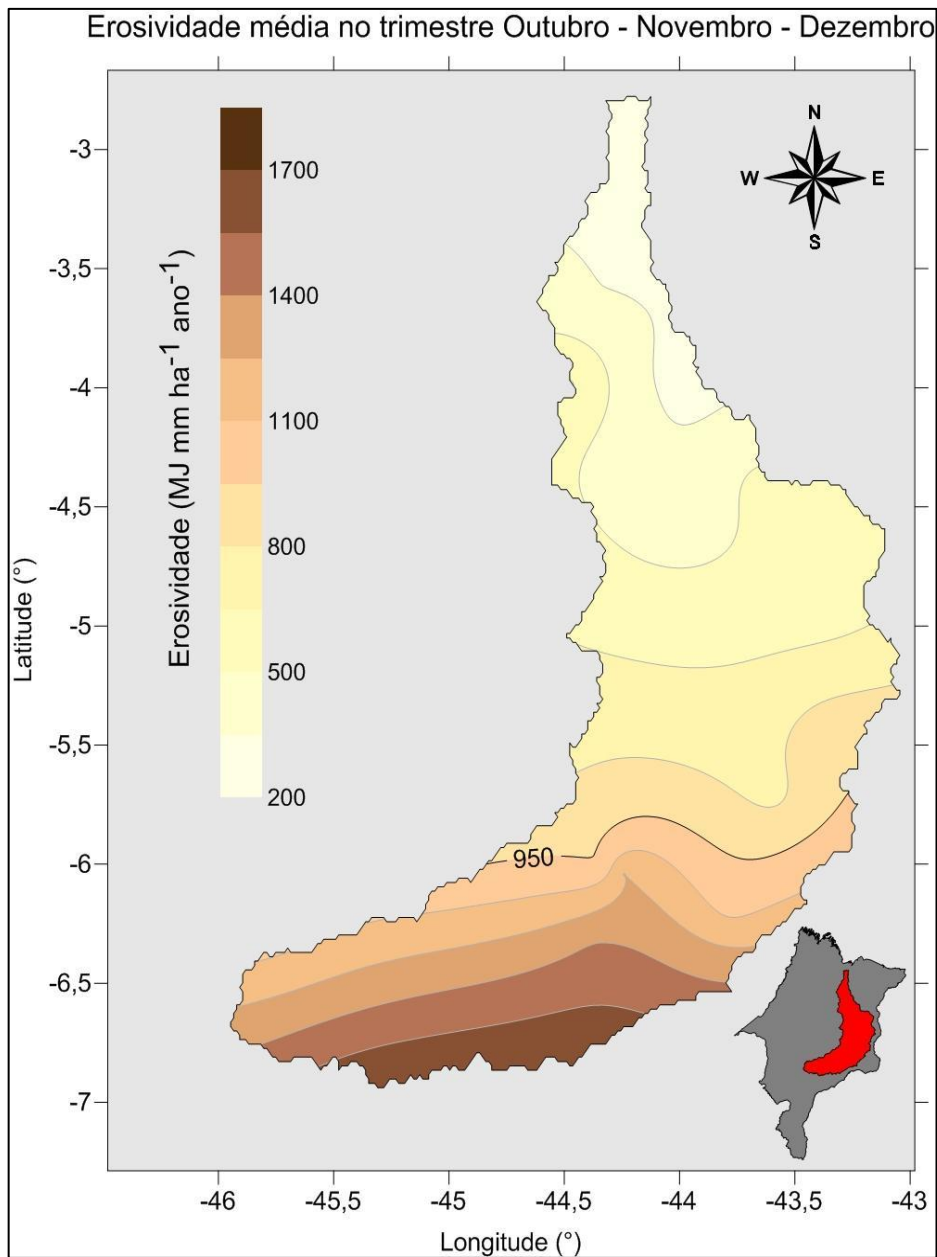 Erosividade média no trimestre Outubro - Novembro - Dezembro
Erosividade (MJ mm ha⁻¹ ano⁻¹)
1700
1400
1100
800
500
200
N
W E
S
950
Latitude (°)
-3
-3,5
-4
-4,5
-5
-5,5
-6
-6,5
-7
-46 -45,5 -45 -44,5 -44 -43,5 -43
Longitude (°)